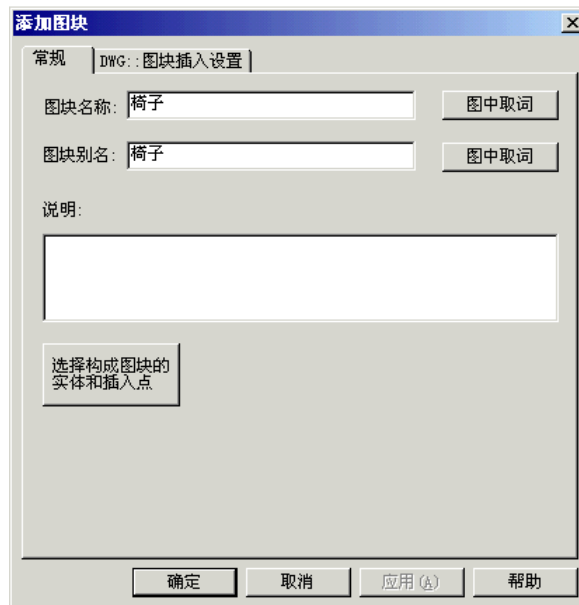 添加图块
常规 DWG::图块插入设置
图块名称: 椅子 图中取词
图块别名: 椅子 图中取词
说明:
选择构成图块的
实体和插入点
确定 取消 应用(A) 帮助